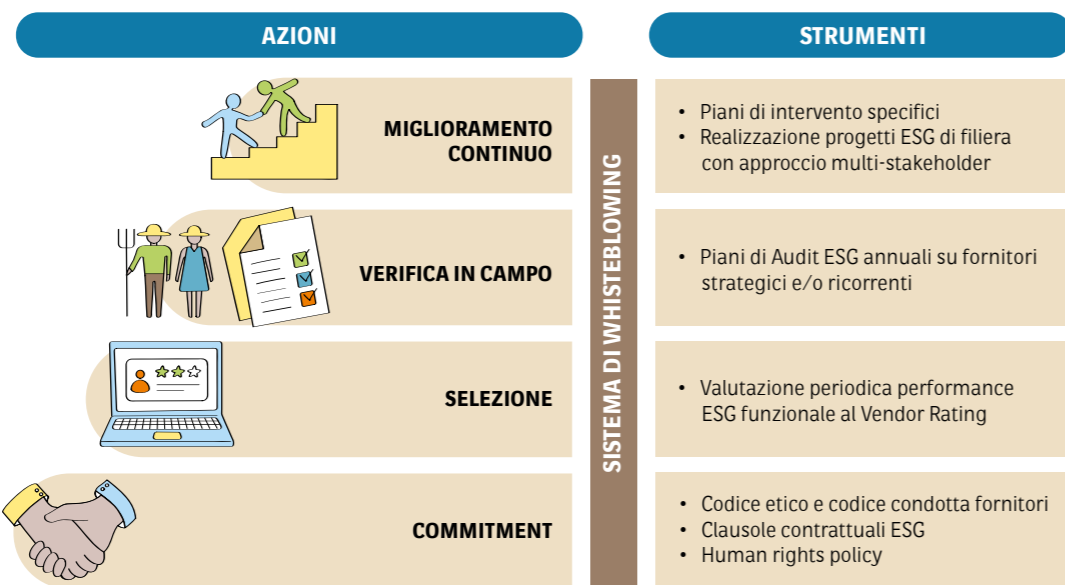 AZIONI
STRUMENTI
MIGLIORAMENTO
CONTINUO
• Piani di intervento specifici
• Realizzazione progetti ESG di filiera
con approccio multi-stakeholder
VERIFICA IN CAMPO
• Piani di Audit ESG annuali su fornitori
strategici e/o ricorrenti
SELEZIONE
• Valutazione periodica performance
ESG funzionale al Vendor Rating
COMMITMENT
• Codice etico e codice condotta fornitori
• Clausole contrattuali ESG
• Human rights policy
SISTEMA DI WHISTEBLOWING